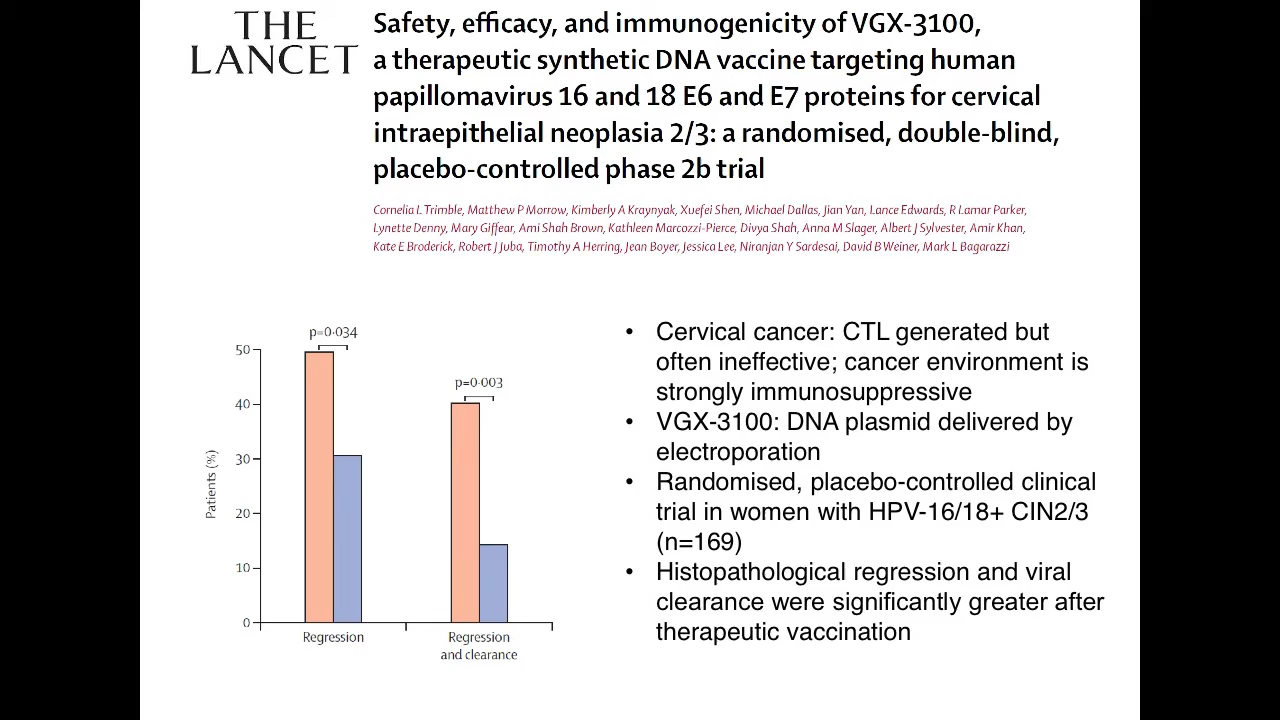 THE
LANCET
Safety, efficacy, and immunogenicity of VGX-3100,
a therapeutic synthetic DNA vaccine targeting human
papillomavirus 16 and 18 E6 and E7 proteins for cervical
intraepithelial neoplasia 2/3: a randomised, double-blind,
placebo-controlled phase 2b trial
Cornelia L Trimble, Matthew P Morrow, Kimberly A Kraynyak, Xuefei Shen, Michael Dallas, Jian Yan, Lance Edwards, R Lamar Parker,
Lynette Denny, Mary Giffear, Ami Shah Brown, Kathleen Marcozzi-Pierce, Divya Shah, Anna M Slager, Albert J Sylvester, Amir Khan,
Kate E Broderick, Robert J Juba, Timothy A Herring, Jean Boyer, Jessica Lee, Niranjan Y Sardesai, David B Weiner, Mark L Bagarazzi
p=0·034
p=0·003
50
40
30
20
10
0
Patients (%)
Regression
Regression
and clearance
• Cervical cancer: CTL generated but
often ineffective; cancer environment is
strongly immunosuppressive
• VGX-3100: DNA plasmid delivered by
electroporation
• Randomised, placebo-controlled clinical
trial in women with HPV-16/18+ CIN2/3
(n=169)
• Histopathological regression and viral
clearance were significantly greater after
therapeutic vaccination